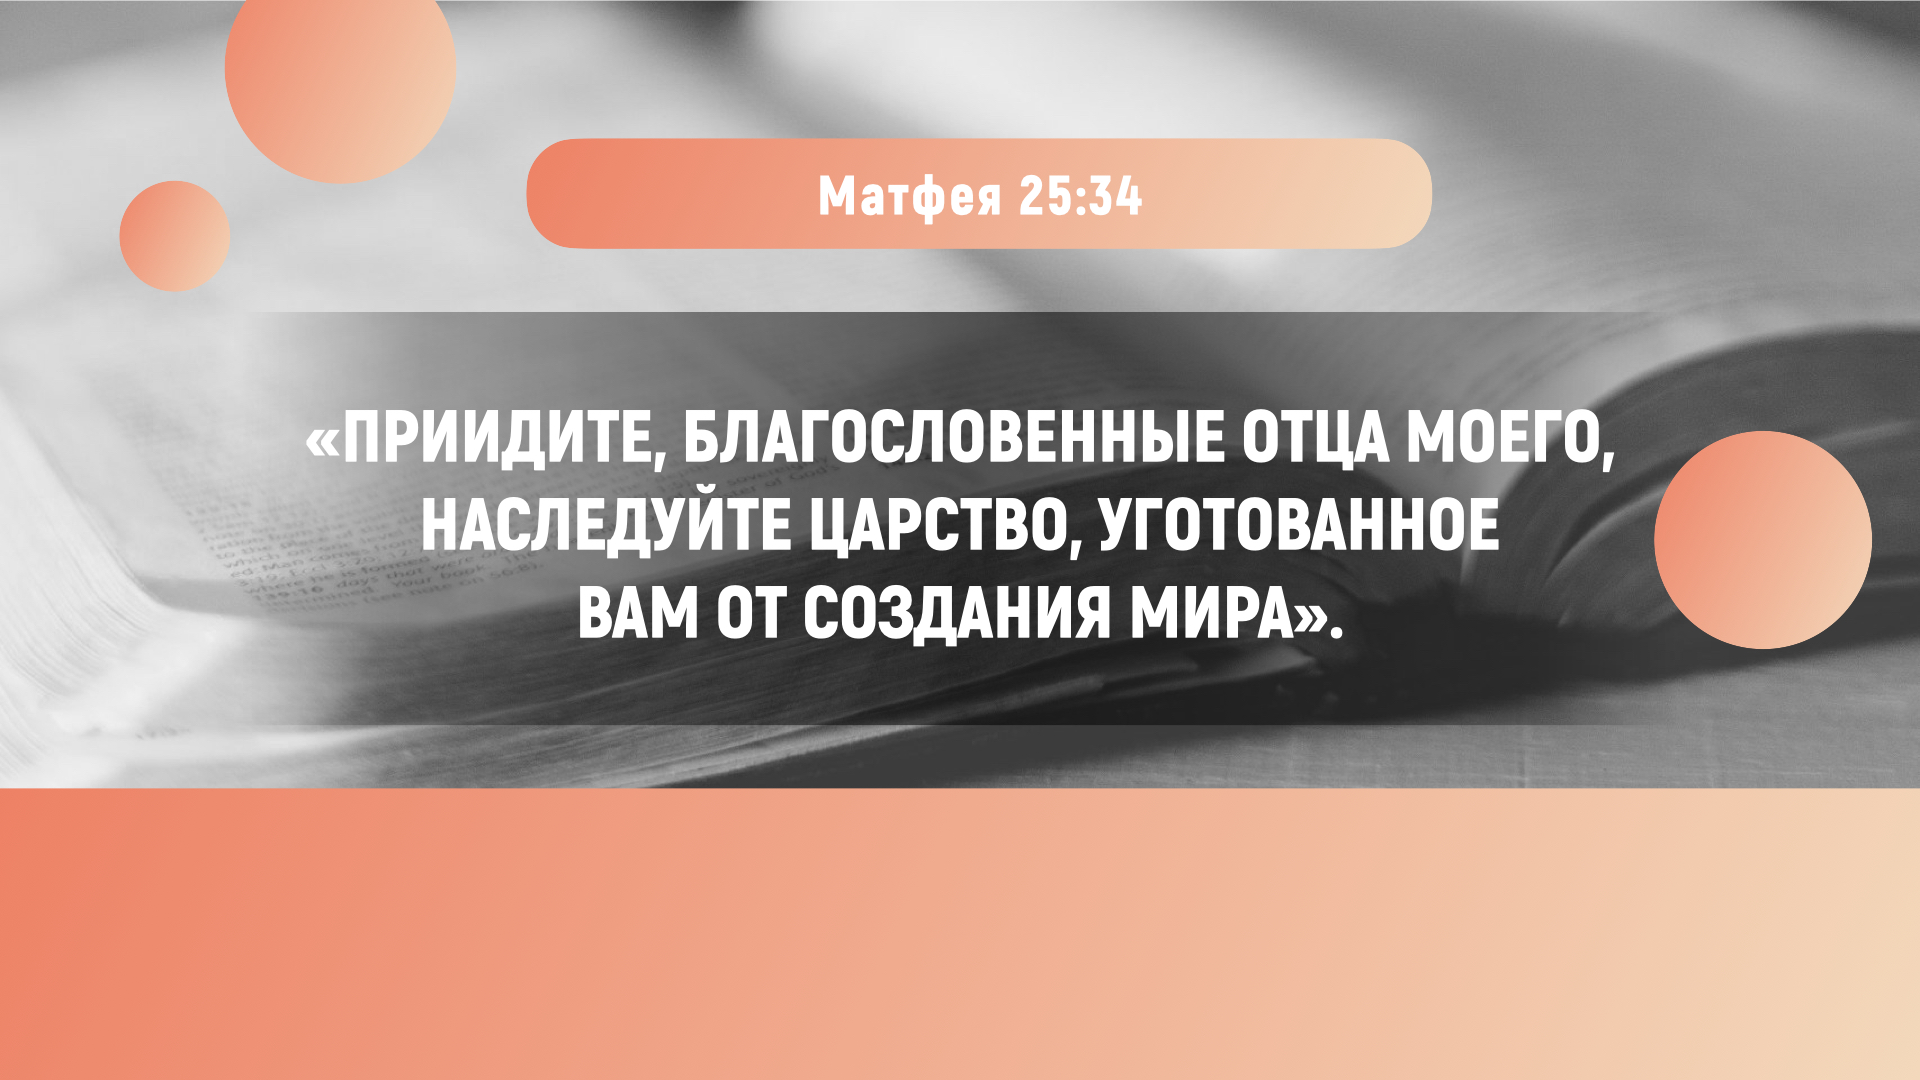 Матфея 25:34
«ПРИИДИТЕ, БЛАГОСЛОВЕННЫЕ ОТЦА МОЕГО,
НАСЛЕДУЙТЕ ЦАРСТВО, УГОТОВАННОЕ
ВАМ ОТ СОЗДАНИЯ МИРА».